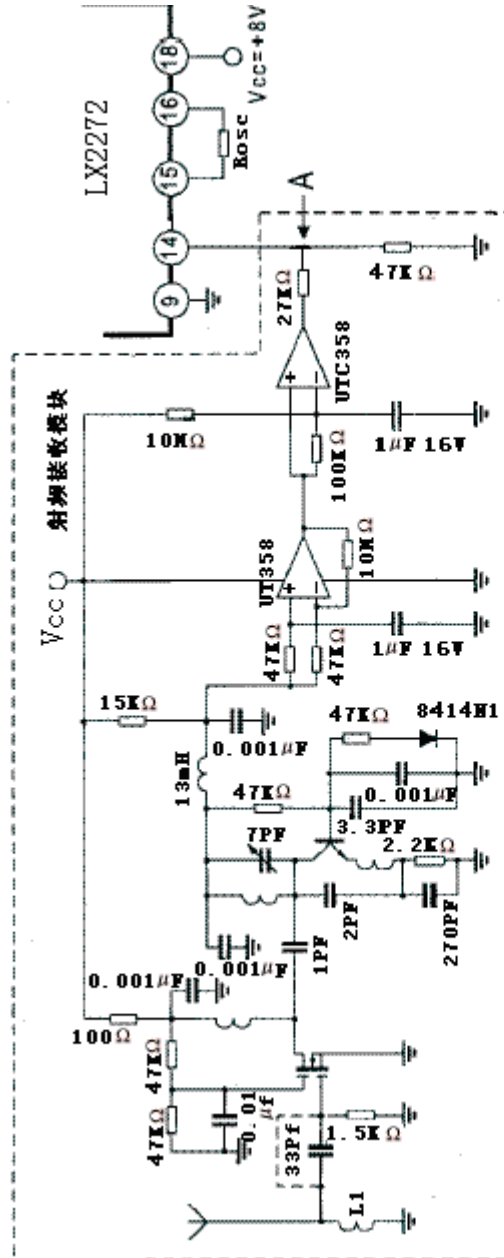 LX2272
18
16
15
14
9
Vcc=+8V
Rosc
A
47KΩ
27KΩ
UTC358
10MΩ
100KΩ
1μF 16V
射频接收模块
Vcc
UT358
10MΩ
47KΩ
47KΩ
1μF 16V
15KΩ
0.001μF
13mH
47KΩ
8414N1
47KΩ
0.001μF
3.3PF
7PF
2.2KΩ
2PF
270PF
1PF
0.001μF
0.001μF
100Ω
47KΩ
47KΩ
0.01μf
33Pf
1.5KΩ
L1